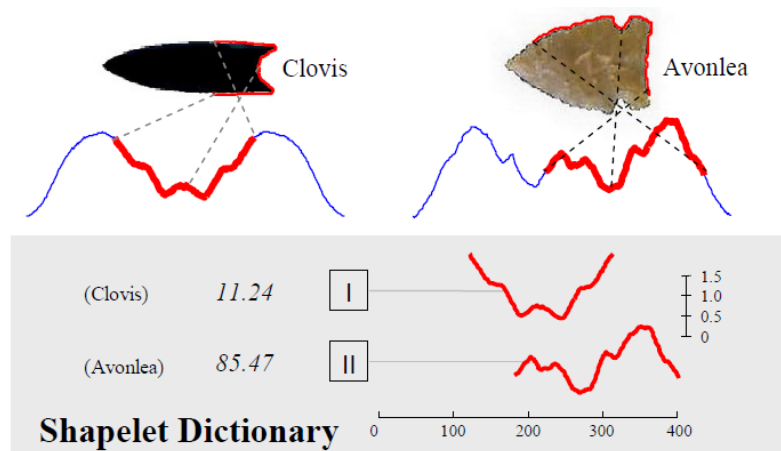 Clovis
Avonlea
(Clovis) 11.24 I
(Avonlea) 85.47 II
1.5
1.0
0.5
0
Shapelet Dictionary
0 100 200 300 400